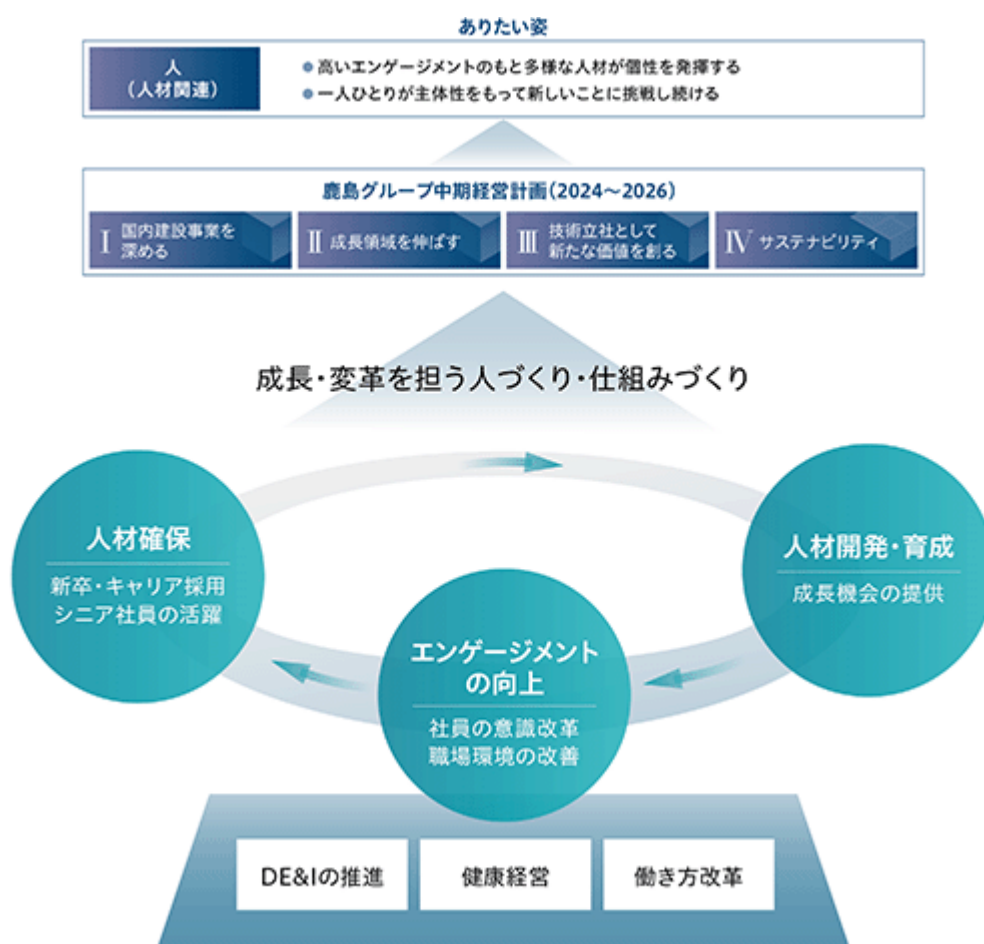 ありたい姿
人
(人材関連)
●高いエンゲージメントのもと多様な人材が個性を発揮する
●一人ひとりが主体性をもって新しいことに挑戦し続ける
鹿島グループ中期経営計画(2024～2026)
Ⅰ 国内建設事業を
深める
Ⅱ 成長領域を伸ばす
Ⅲ 技術立社として
新たな価値を創る
Ⅳ サステナビリティ
成長・変革を担う人づくり・仕組みづくり
人材確保
新卒・キャリア採用
シニア社員の活躍
人材開発・育成
成長機会の提供
エンゲージメント
の向上
社員の意識改革
職場環境の改善
DE&Iの推進
健康経営
働き方改革